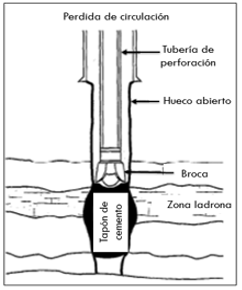 Perdida de circulación
Tubería de
perforación
Hueco abierto
Broca
Zona ladrona
Tapón de
cemento